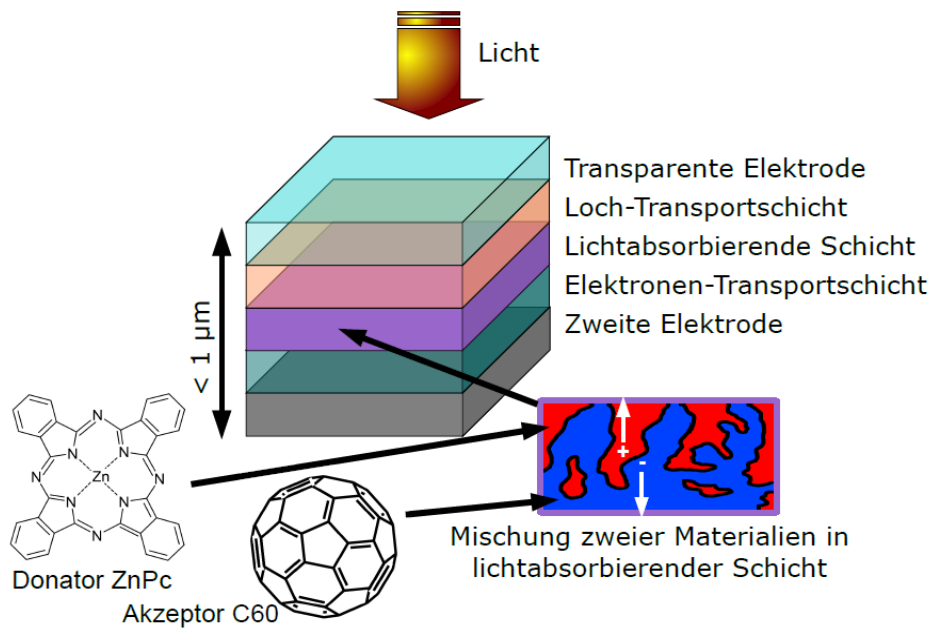 Licht
Transparente Elektrode
Loch-Transportschicht
Lichtabsorbierende Schicht
Elektronen-Transportschicht
Zweite Elektrode
< 1 µm
+
-
N
N
N
N
Zn
N
N
N
N
Mischung zweier Materialien in
lichtabsorbierender Schicht
Donator ZnPc
Akzeptor C60